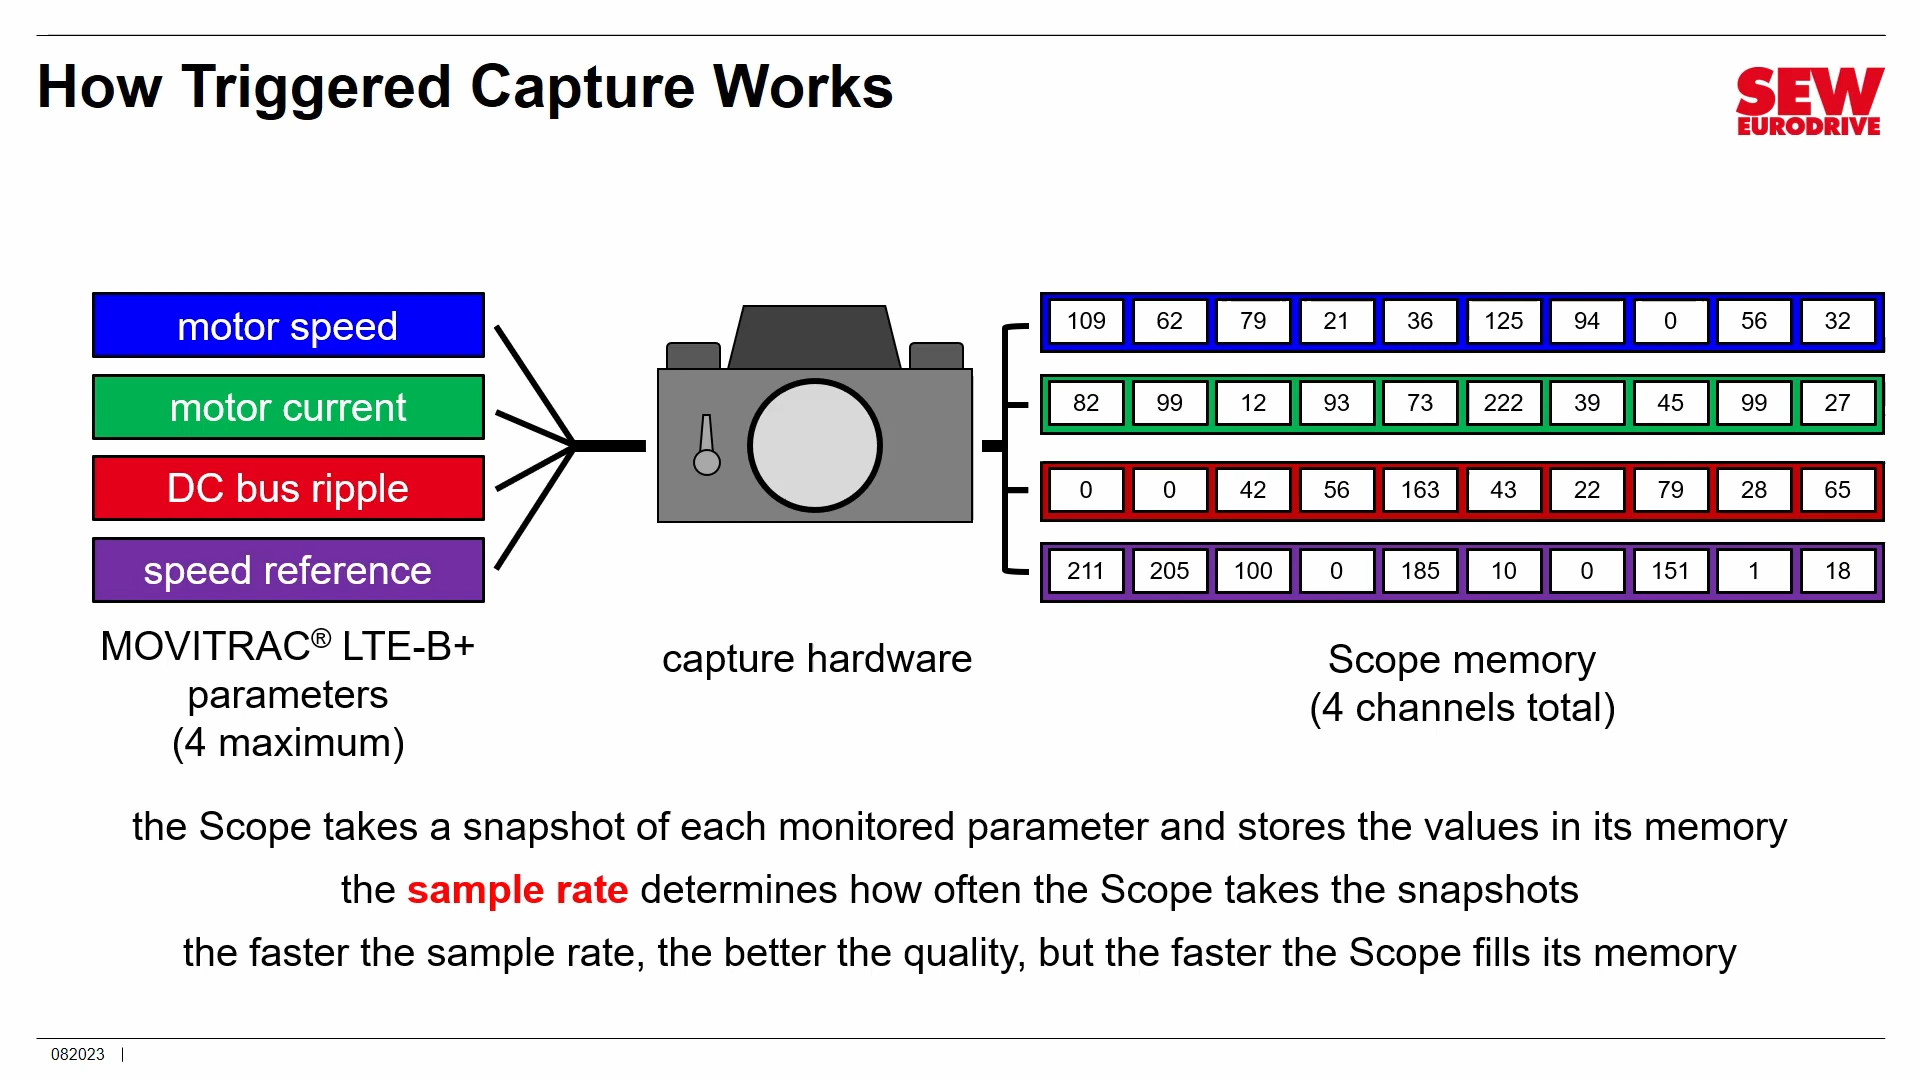 How Triggered Capture Works
SEW
EURODRIVE
motor speed
motor current
DC bus ripple
speed reference
MOVITRAC® LTE-B+
parameters
(4 maximum)
capture hardware
109 62 79 21 36 125 94 0 56 32
82 99 12 93 73 222 39 45 99 27
0 0 42 56 163 43 22 79 28 65
211 205 100 0 185 10 0 151 1 18
Scope memory
(4 channels total)
the Scope takes a snapshot of each monitored parameter and stores the values in its memory
the sample rate determines how often the Scope takes the snapshots
the faster the sample rate, the better the quality, but the faster the Scope fills its memory
082023 |